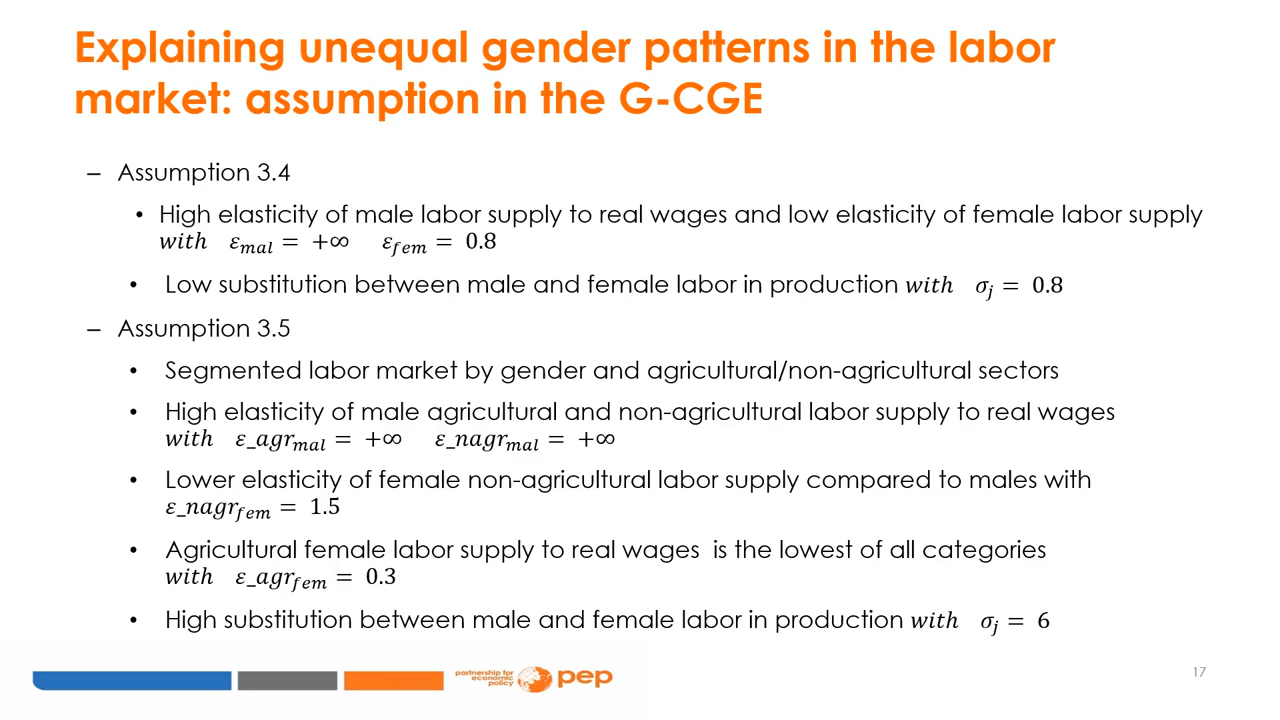 Explaining unequal gender patterns in the labor
market: assumption in the G-CGE
– Assumption 3.4
• High elasticity of male labor supply to real wages and low elasticity of female labor supply
with ε_mal = +∞ ε_fem = 0.8
• Low substitution between male and female labor in production with σ_j = 0.8
– Assumption 3.5
• Segmented labor market by gender and agricultural/non-agricultural sectors
• High elasticity of male agricultural and non-agricultural labor supply to real wages
with ε_agr_mal = +∞ ε_nagr_mal = +∞
• Lower elasticity of female non-agricultural labor supply compared to males with
ε_nagr_fem = 1.5
• Agricultural female labor supply to real wages is the lowest of all categories
with ε_agr_fem = 0.3
• High substitution between male and female labor in production with σ_j = 6
partnership for
economic
policy
pep
17